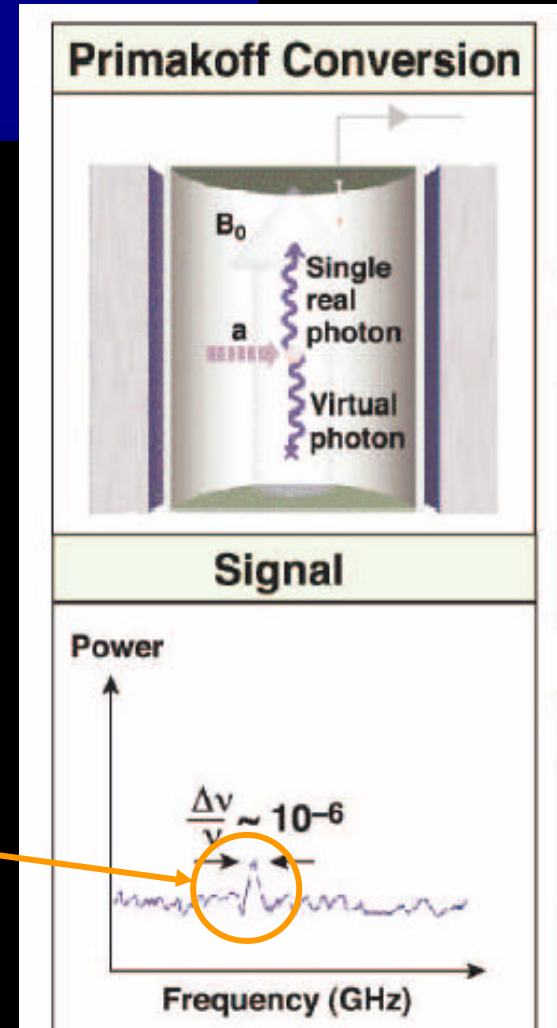 Primakoff Conversion
B₀
Single
real
a photon
Virtual
photon
Signal
Power
Δν/ν ~ 10⁻⁶
Frequency (GHz)